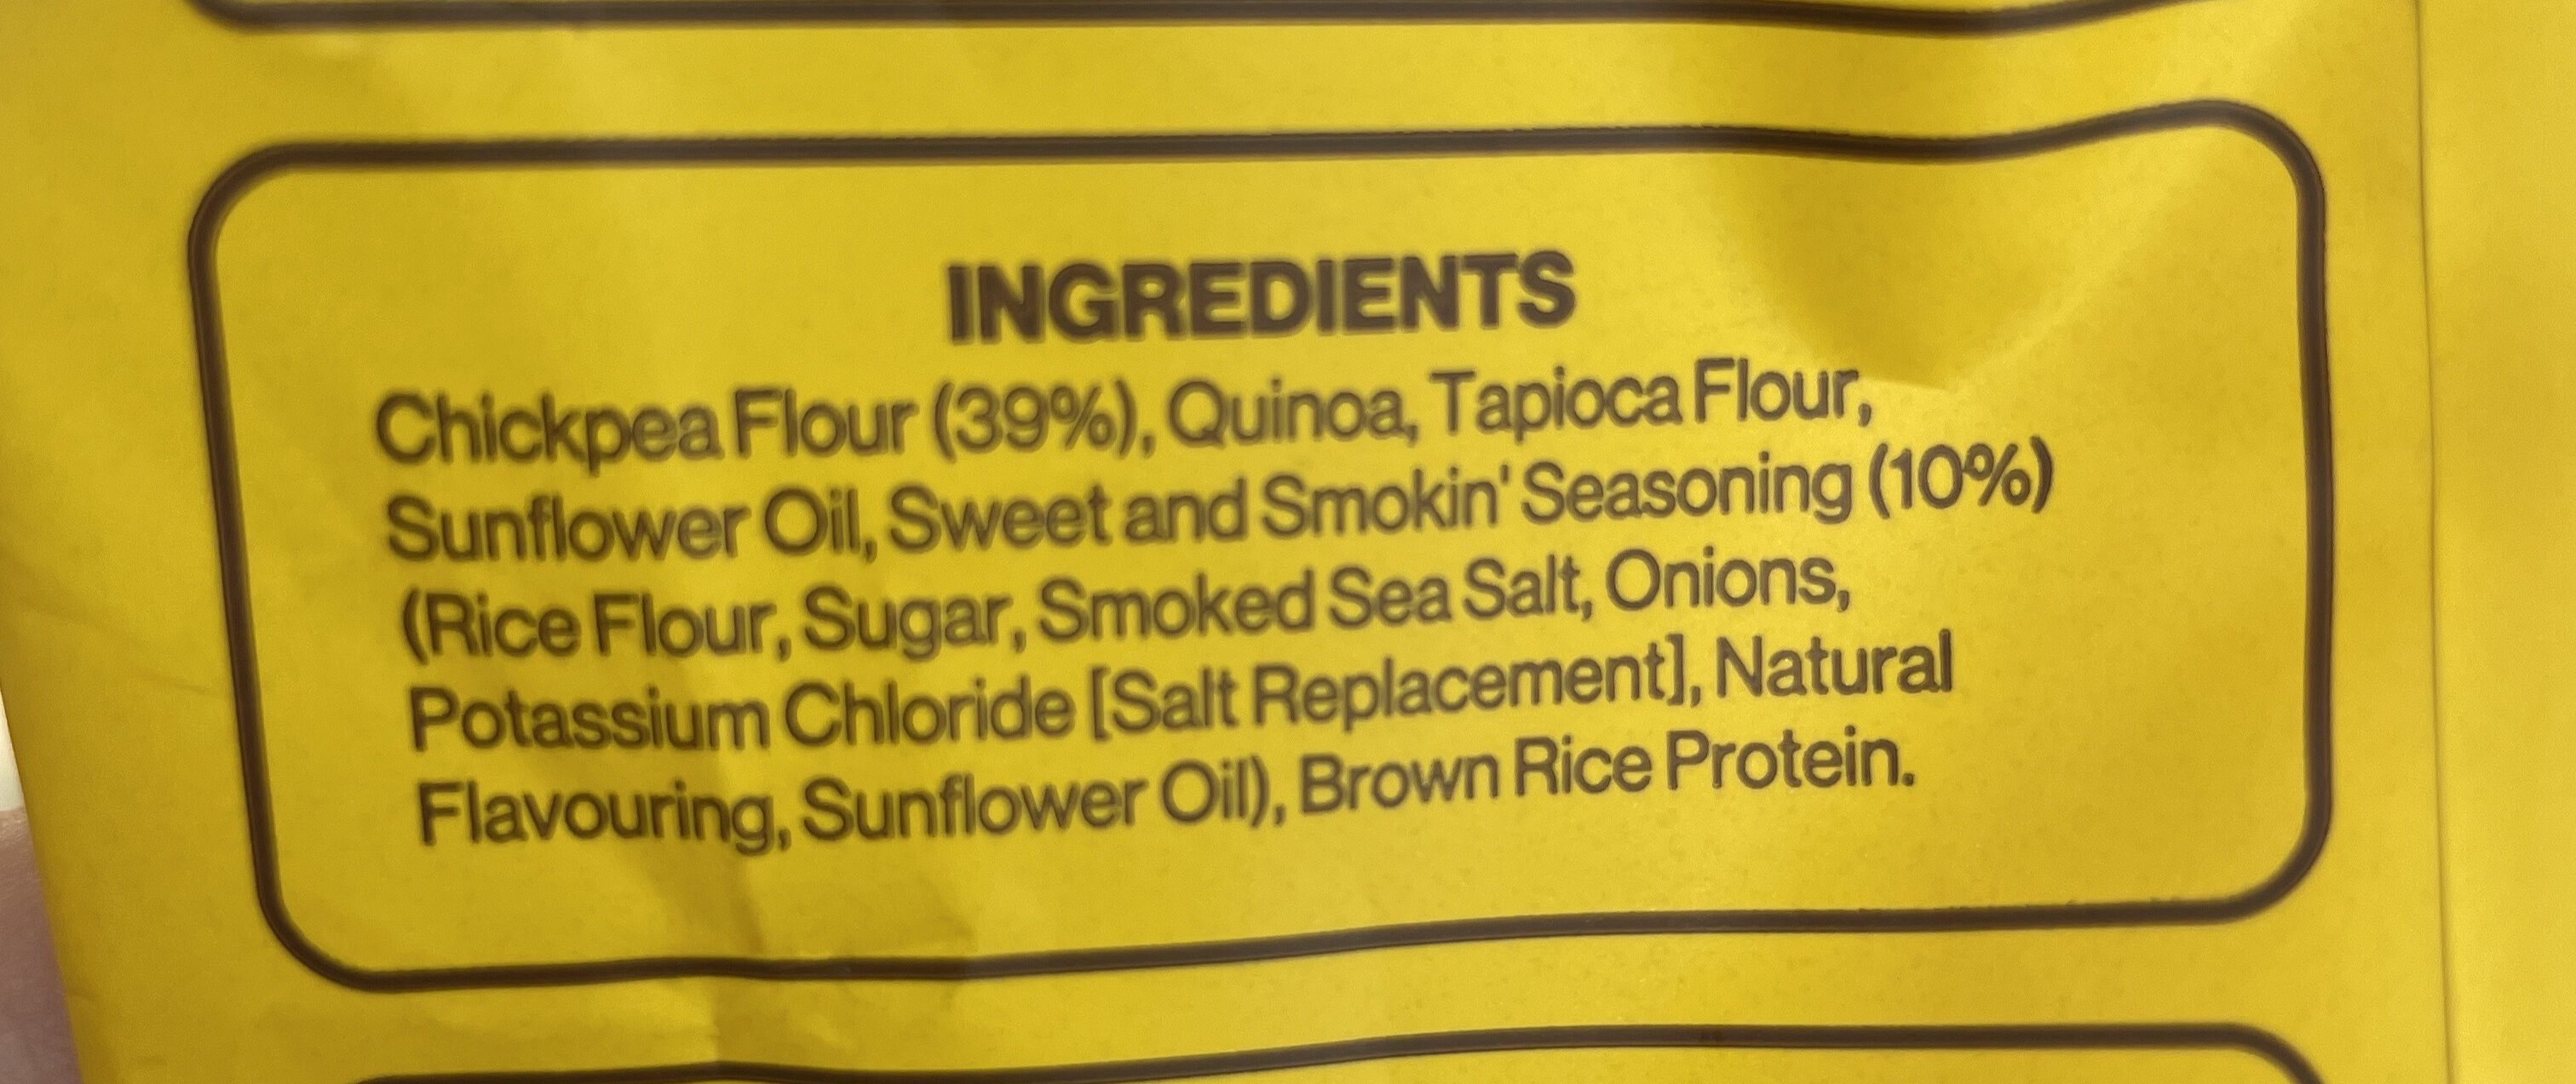 INGREDIENTS
Chickpea Flour (39%), Quinoa, Tapioca Flour,
Sunflower Oil, Sweet and Smokin' Seasoning (10%)
(Rice Flour, Sugar, Smoked Sea Salt, Onions,
Potassium Chloride [Salt Replacement], Natural
Flavouring, Sunflower Oil), Brown Rice Protein.